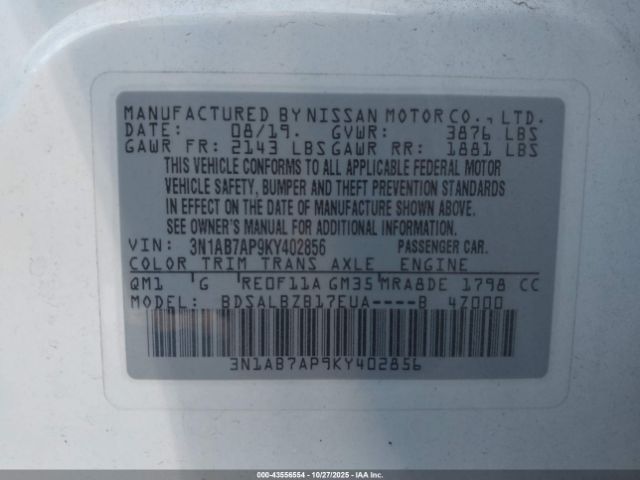 MANUFACTURED BY NISSAN MOTOR CO., LTD.
DATE: 08/19. GVWR: 3876 LBS
GAWR FR: 2143 LBS GAWR RR: 1881 LBS
THIS VEHICLE CONFORMS TO ALL APPLICABLE FEDERAL MOTOR
VEHICLE SAFETY, BUMPER AND THEFT PREVENTION STANDARDS
IN EFFECT ON THE DATE OF MANUFACTURE SHOWN ABOVE.
SEE OWNER'S MANUAL FOR ADDITIONAL INFORMATION
VIN: 3N1AB7AP9KY402856 PASSENGER CAR.
COLOR TRIM TRANS AXLE ENGINE
QM1 G RE0F11A GM35 MRA8DE 1798 CC
MODEL: BDSALBZB17EUA----B 47000
3N1AB7AP9KY402856
000-43556554 - 10/27/2025 - IAA Inc.